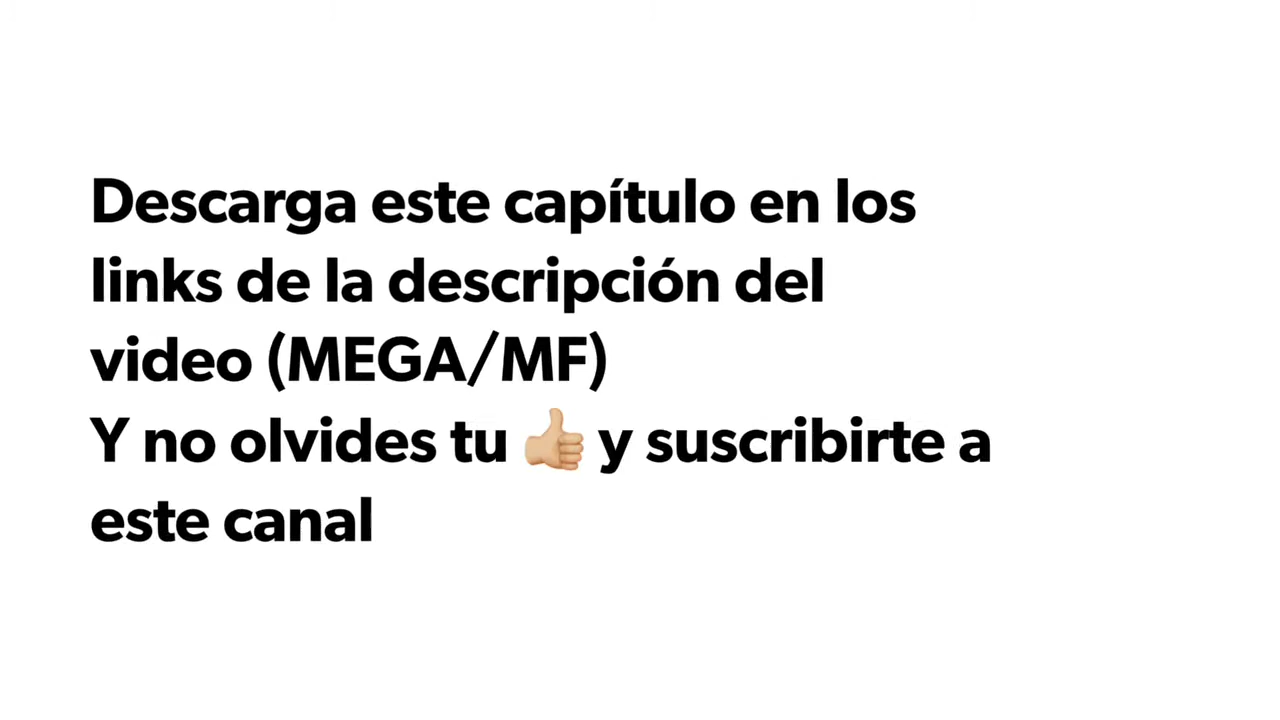 Descarga este capítulo en los
links de la descripción del
video (MEGA/MF)
Y no olvides tu 👍🏼 y suscribirte a
este canal